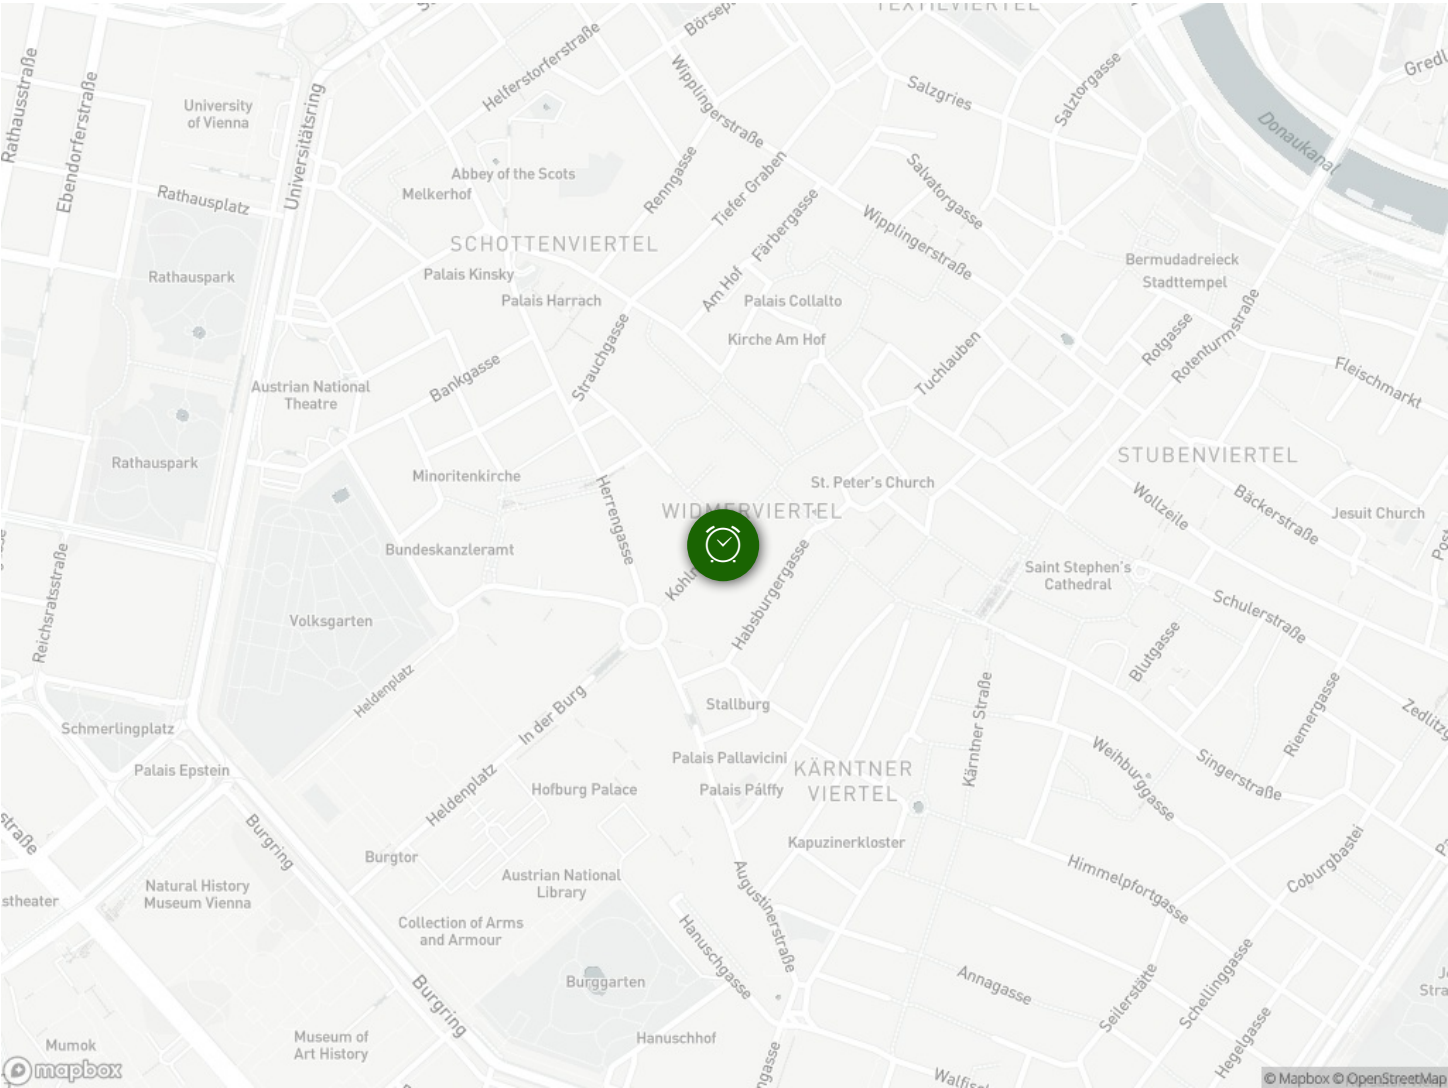 TEXTILVIERTEL
Rathausstraße
Ebendorferstraße
University
of Vienna
Universitätsring
Helferstorferstraße
Wipplingerstraße
Salzgries
Salztorgasse
Donaukanal
Rathausplatz
Abbey of the Scots
Melkerhof
Renngasse
Tiefer Graben
Färbergasse
Salvatorgasse
Wipplingerstraße
SCHOTTENVIERTEL
Palais Kinsky
Palais Harrach
Am Hof
Palais Collalto
Kirche Am Hof
Bermudadreieck
Stadttempel
Rathauspark
Strauchgasse
Bankgasse
Tuchlauben
Rotgasse
Rotenturmstraße
Fleischmarkt
Austrian National
Theatre
Rathauspark
Minoritenkirche
Herrengasse
St. Peter's Church
STUBENVIERTEL
WIDMERVIERTEL
Wollzeile
Bäckerstraße
Jesuit Church
Bundeskanzleramt
Habsburgergasse
Saint Stephen's
Cathedral
Reichsratsstraße
Volksgarten
Schulerstraße
Blutgasse
Heldenplatz
In der Burg
Stallburg
Kärntner Straße
Riemergasse
Schmerlingplatz
Palais Epstein
Palais Pallavicini
Palais Pálffy
KÄRNTNER
VIERTEL
Weihburggasse
Singerstraße
Heldenplatz
Hofburg Palace
Burgring
Burgtor
Kapuzinerkloster
Himmelpfortgasse
Coburgbastei
Natural History
Museum Vienna
Austrian National
Library
Augustinerstraße
Collection of Arms
and Armour
Hanuschgasse
Burggarten
Annagasse
Seilerstätte
Schellinggasse
Hegelgasse
Burgring
Museum of
Art History
Mumok
Hanuschhof
mapbox
© Mapbox © OpenStreetMap